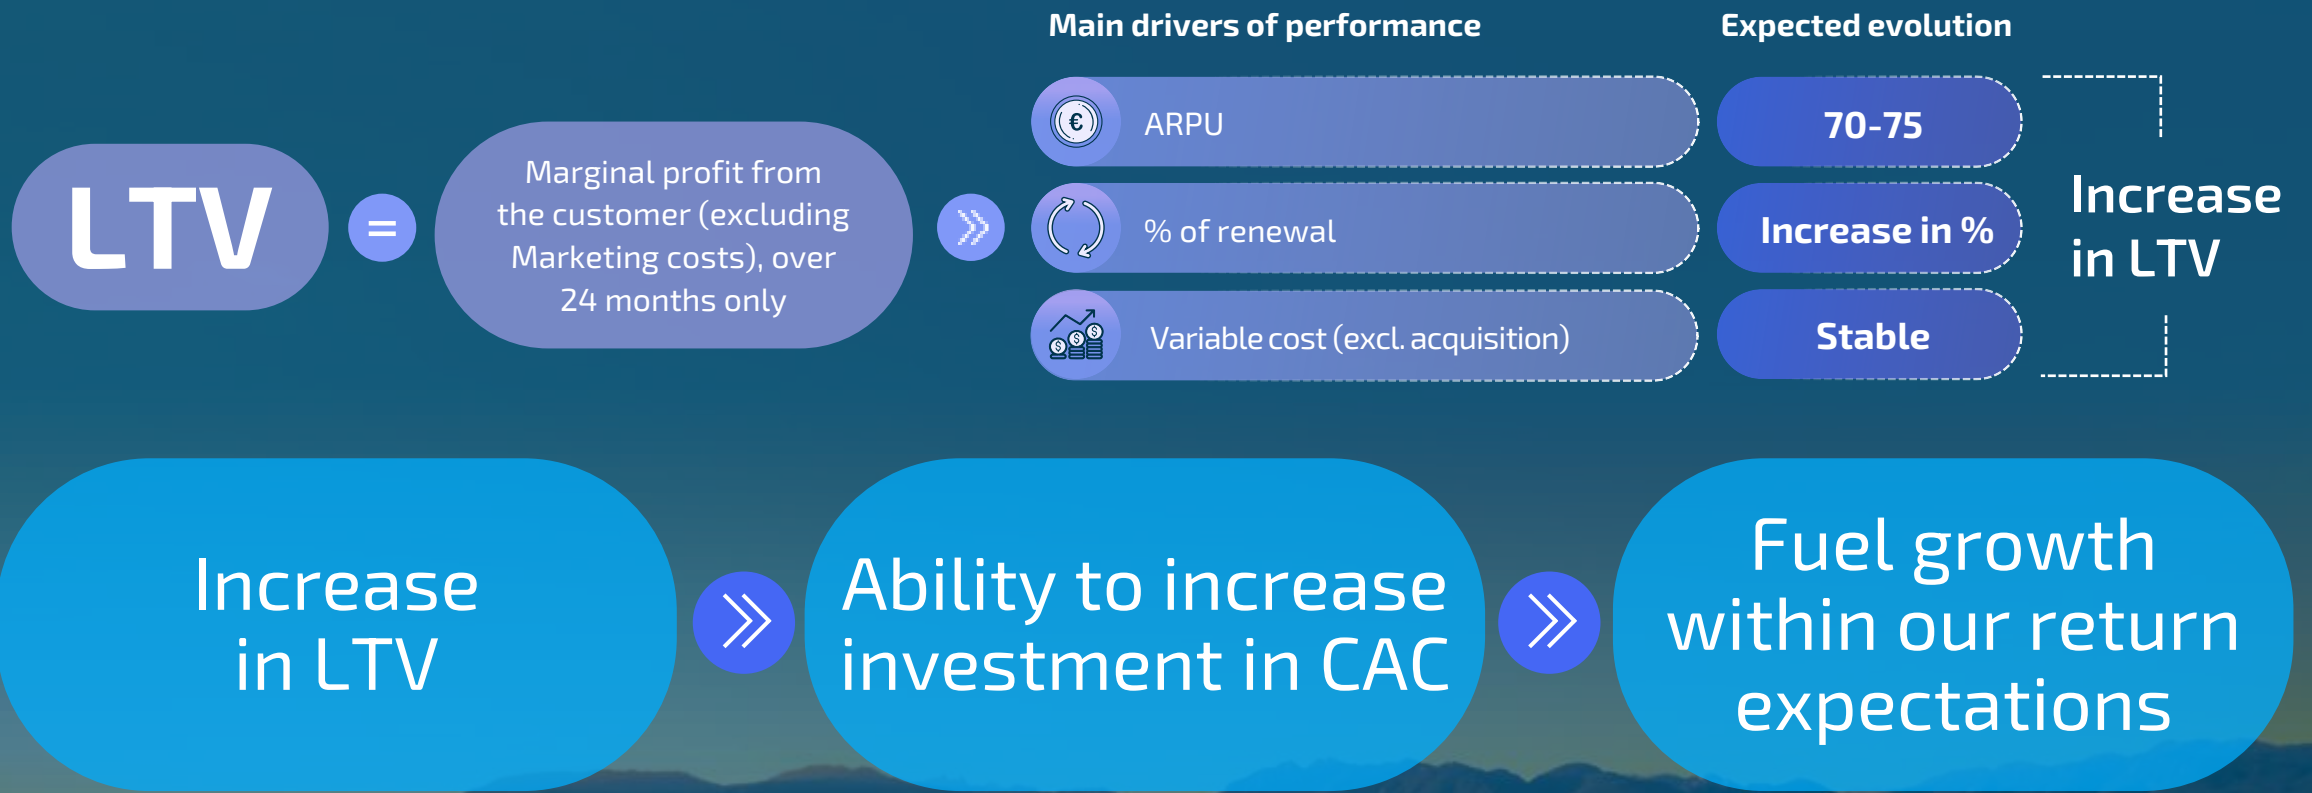 Main drivers of performance
Expected evolution
LTV
=
Marginal profit from
the customer (excluding
Marketing costs), over
24 months only
€
ARPU
70-75
% of renewal
Increase in %
$ $ $
Variable cost (excl. acquisition)
Stable
Increase
in LTV
Increase
in LTV
Ability to increase
investment in CAC
Fuel growth
within our return
expectations